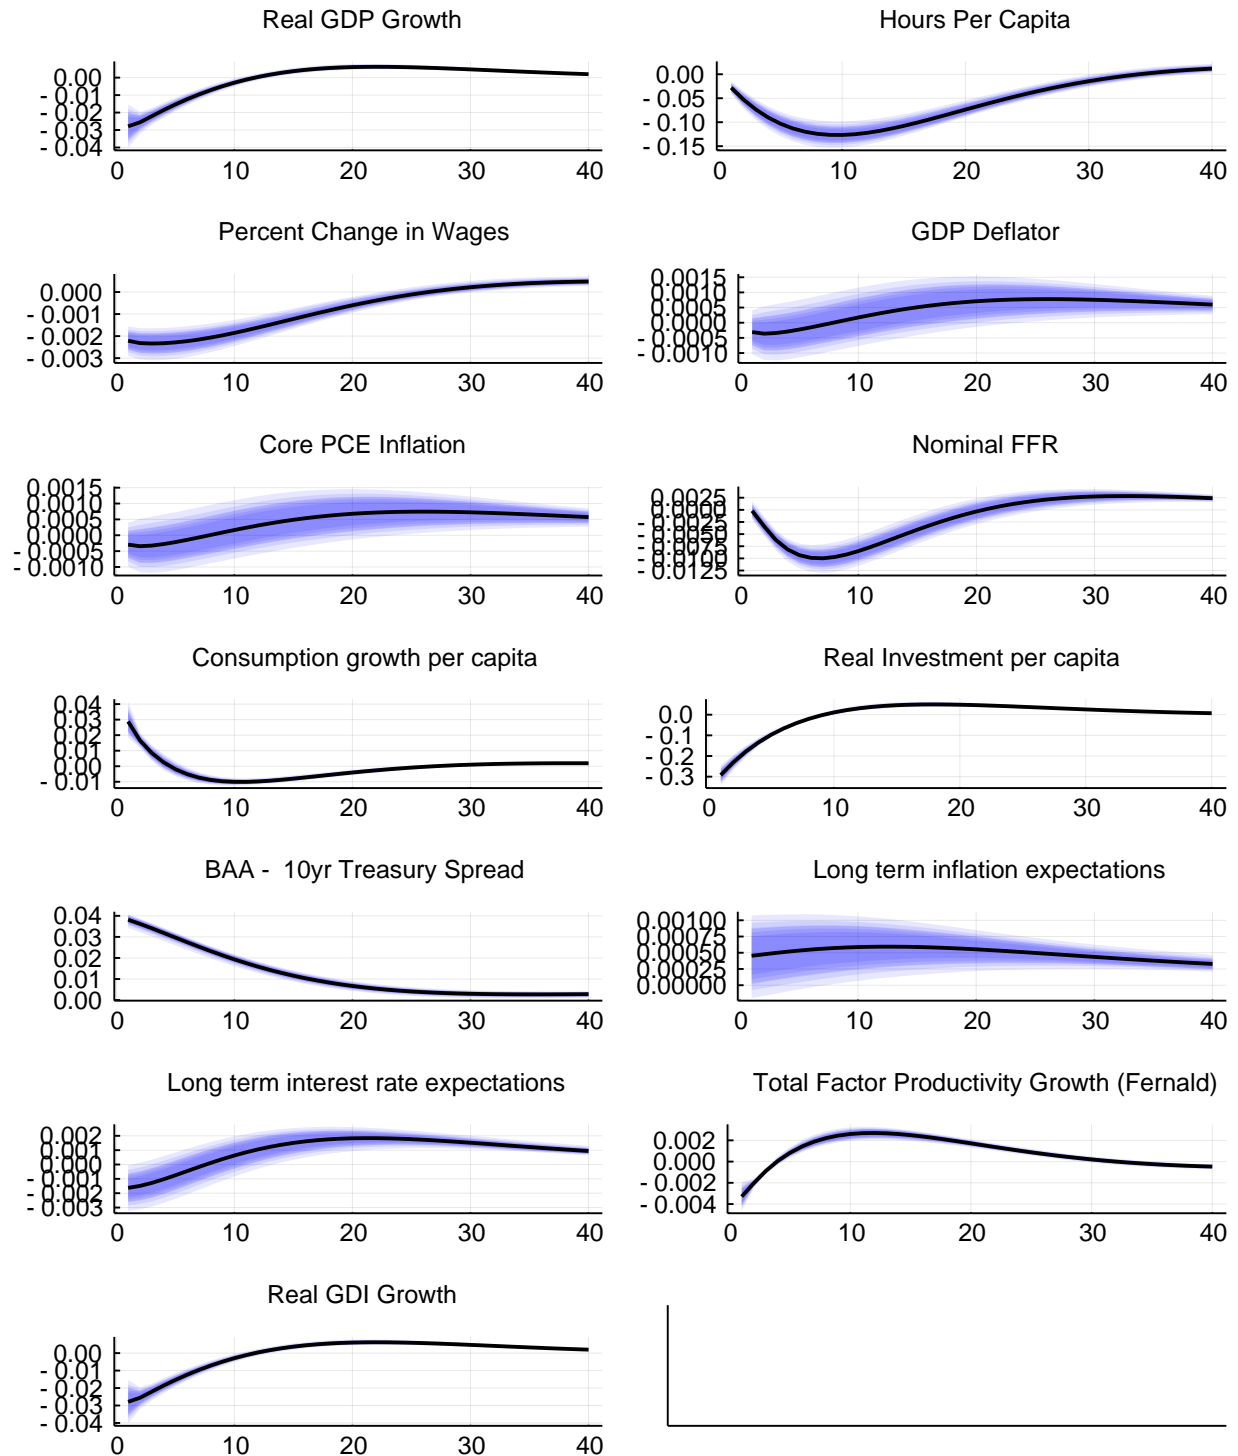 Real GDP Growth
0.00
- 0.01
- 0.02
- 0.03
- 0.04
0 10 20 30 40
Hours Per Capita
0.00
- 0.05
- 0.10
- 0.15
0 10 20 30 40
Percent Change in Wages
0.000
- 0.001
- 0.002
- 0.003
0 10 20 30 40
GDP Deflator
0.0015
0.0010
0.0005
0.0000
- 0.0005
- 0.0010
0 10 20 30 40
Core PCE Inflation
0.0015
0.0010
0.0005
0.0000
- 0.0005
- 0.0010
0 10 20 30 40
Nominal FFR
0.0025
0.0000
- 0.0025
- 0.0050
- 0.0075
- 0.0100
- 0.0125
0 10 20 30 40
Consumption growth per capita
0.04
0.03
0.02
0.01
0.00
- 0.01
0 10 20 30 40
Real Investment per capita
0.0
- 0.1
- 0.2
- 0.3
0 10 20 30 40
BAA - 10yr Treasury Spread
0.04
0.03
0.02
0.01
0.00
0 10 20 30 40
Long term inflation expectations
0.00100
0.00075
0.00050
0.00025
0.00000
0 10 20 30 40
Long term interest rate expectations
0.002
0.001
0.000
- 0.001
- 0.002
- 0.003
0 10 20 30 40
Total Factor Productivity Growth (Fernald)
0.002
0.000
- 0.002
- 0.004
0 10 20 30 40
Real GDI Growth
0.00
- 0.01
- 0.02
- 0.03
- 0.04
0 10 20 30 40